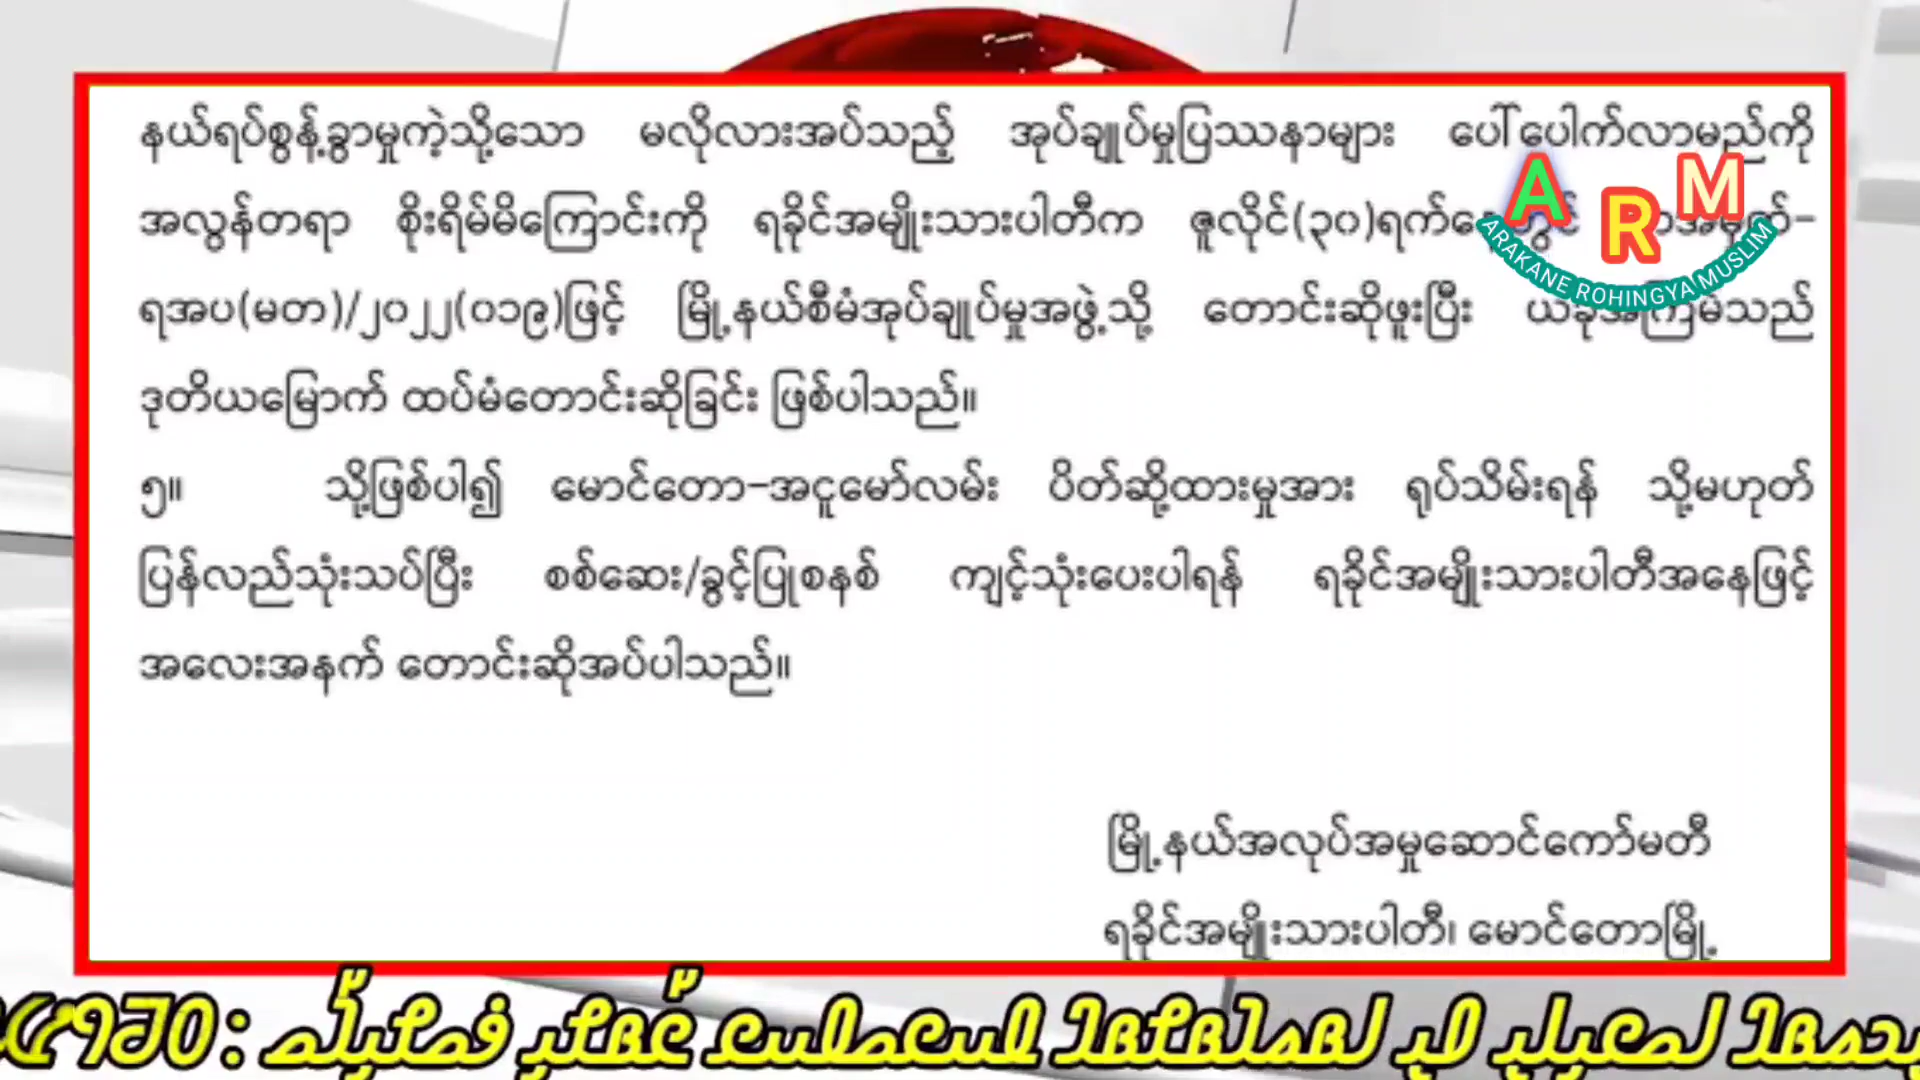 နယ်ရပ်စွန့်ခွာမှုကဲ့သို့သော မလိုလားအပ်သည့် အုပ်ချုပ်မှုပြဿနာများ ပေါ်ပေါက်လာမည်ကို
အလွန်တရာ စိုးရိမ်မိကြောင်းကို ရခိုင်အမျိုးသားပါတီက ဇူလိုင်(၃၀)ရက်နေ့တွင်
ရအပ(မတ)/၂၀၂၂(၀၁၉)ဖြင့် မြို့နယ်စီမံအုပ်ချုပ်မှုအဖွဲ့သို့ တောင်းဆိုဖူးပြီး ယခုအကြိမ်သည်
ဒုတိယမြောက် ထပ်မံတောင်းဆိုခြင်း ဖြစ်ပါသည်။
၅။ သို့ဖြစ်ပါ၍ မောင်တော–အငူမော်လမ်း ပိတ်ဆို့ထားမှုအား ရုပ်သိမ်းရန် သို့မဟုတ်
ပြန်လည်သုံးသပ်ပြီး စစ်ဆေး/ခွင့်ပြုစနစ် ကျင့်သုံးပေးပါရန် ရခိုင်အမျိုးသားပါတီအနေဖြင့်
အလေးအနက် တောင်းဆိုအပ်ပါသည်။
မြို့နယ်အလုပ်အမှုဆောင်ကော်မတီ
ရခိုင်အမျိုးသားပါတီ၊ မောင်တောမြို့
A R M
ARAKANE ROHINGYA MUSLIM